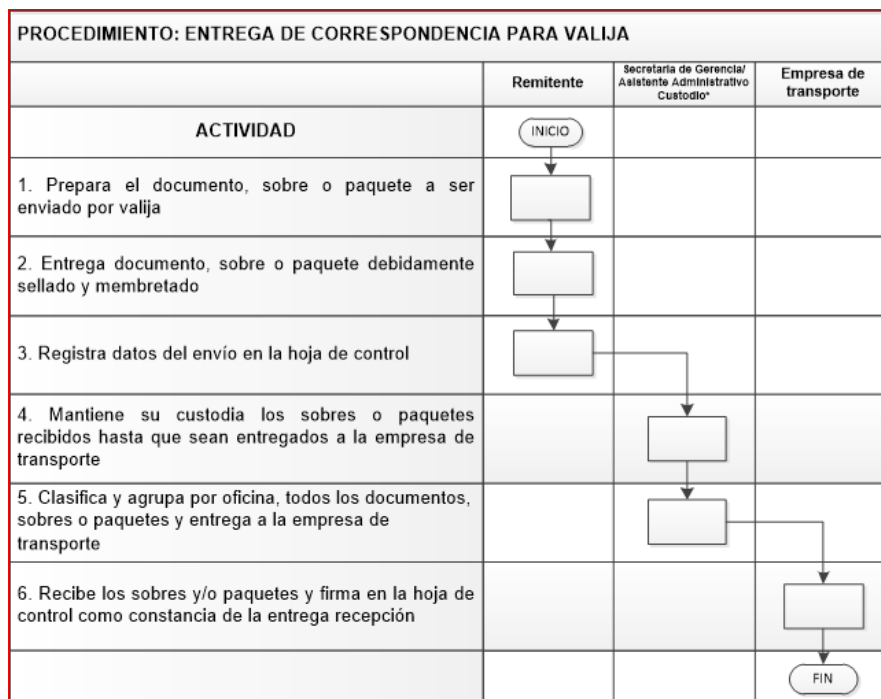 PROCEDIMIENTO: ENTREGA DE CORRESPONDENCIA PARA VALIJA
Remitente
Secretaria de Gerencia/
Asistente Administrativo
Custodio*
Empresa de
transporte
ACTIVIDAD
INICIO
1. Prepara el documento, sobre o paquete a ser
enviado por valija
2. Entrega documento, sobre o paquete debidamente
sellado y membretado
3. Registra datos del envío en la hoja de control
4. Mantiene su custodia los sobres o paquetes
recibidos hasta que sean entregados a la empresa de
transporte
5. Clasifica y agrupa por oficina, todos los documentos,
sobres o paquetes y entrega a la empresa de
transporte
6. Recibe los sobres y/o paquetes y firma en la hoja de
control como constancia de la entrega recepción
FIN